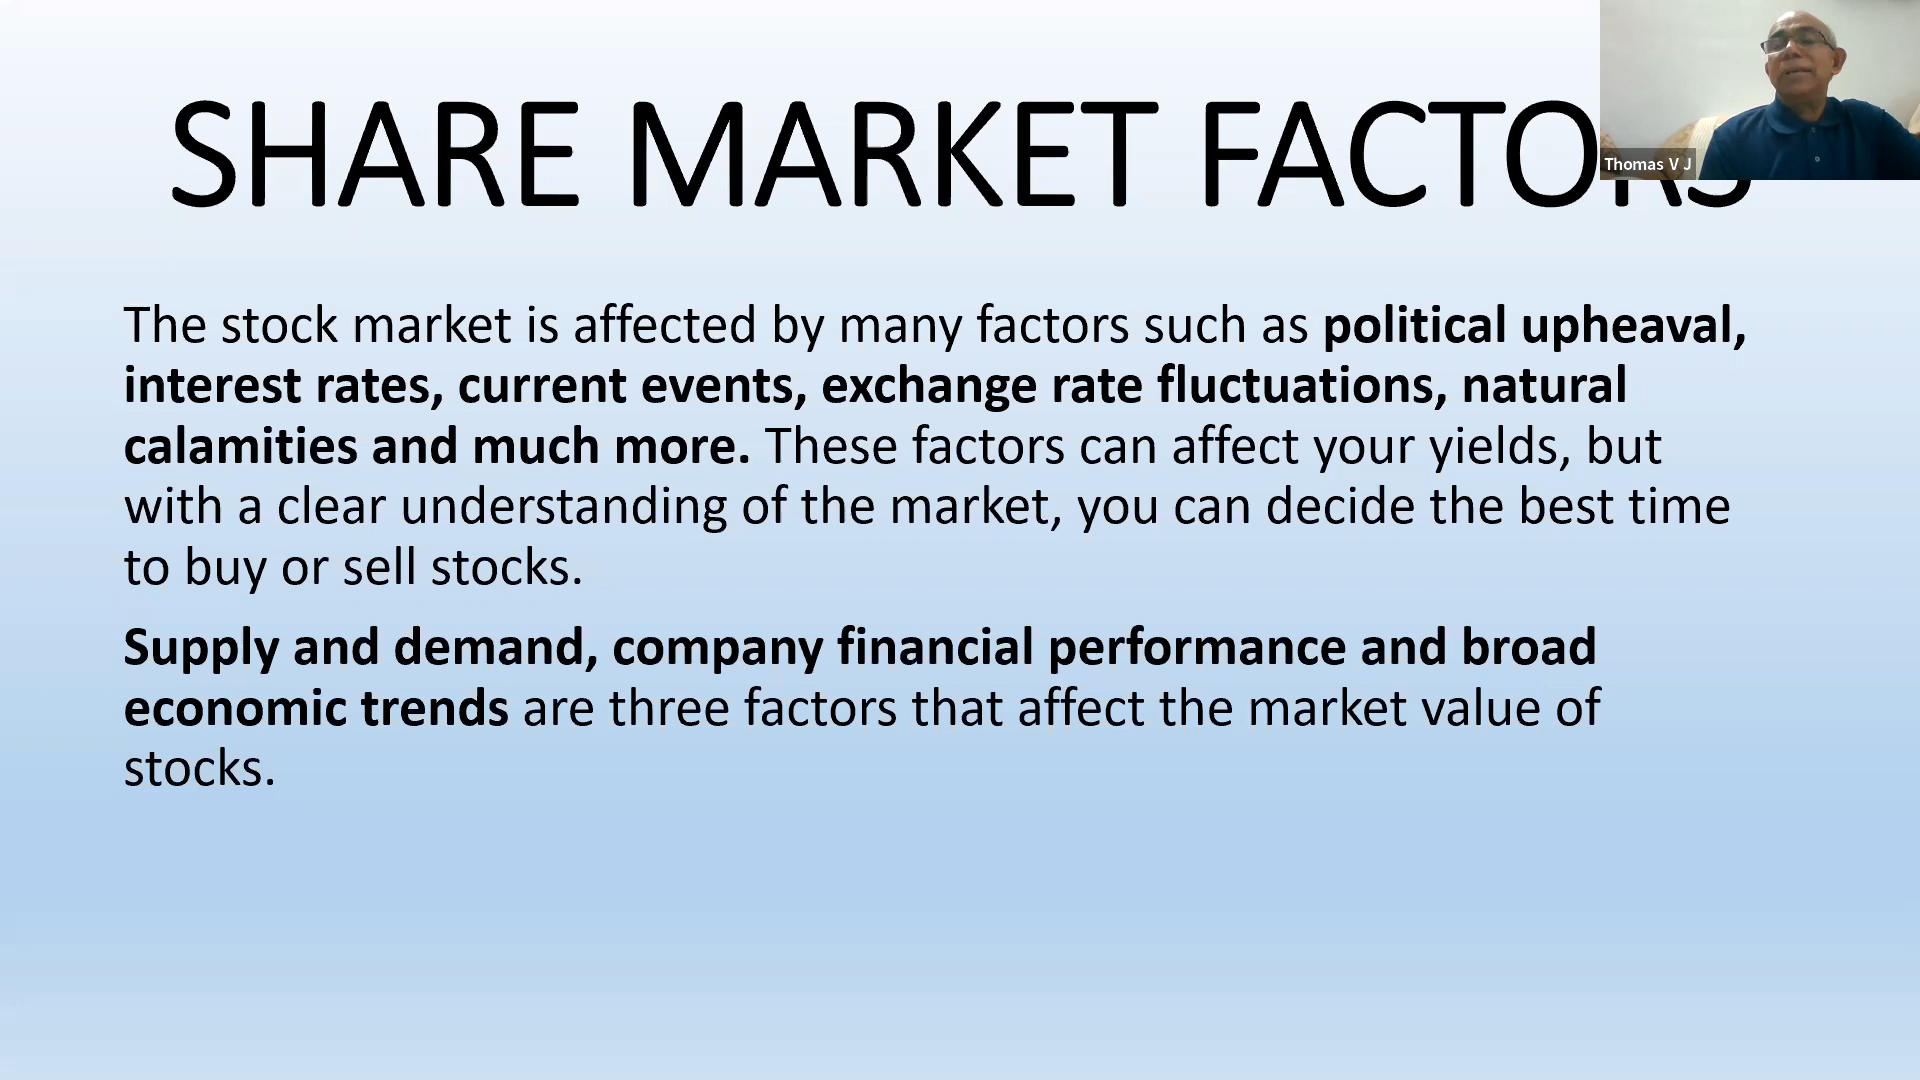 SHARE MARKET FACTORS
Thomas V J
The stock market is affected by many factors such as political upheaval,
interest rates, current events, exchange rate fluctuations, natural
calamities and much more. These factors can affect your yields, but
with a clear understanding of the market, you can decide the best time
to buy or sell stocks.
Supply and demand, company financial performance and broad
economic trends are three factors that affect the market value of
stocks.